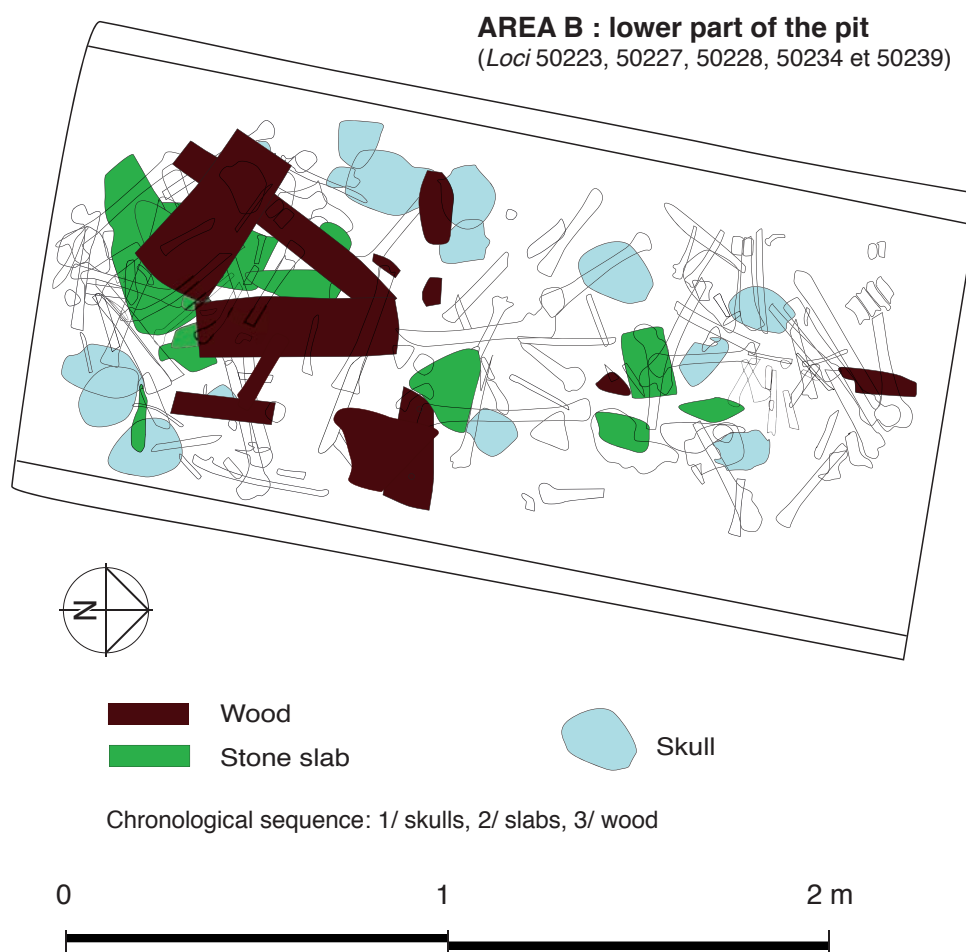 AREA B : lower part of the pit
(Loci 50223, 50227, 50228, 50234 et 50239)
N
Wood
Stone slab
Skull
Chronological sequence: 1/ skulls, 2/ slabs, 3/ wood
0 1 2 m